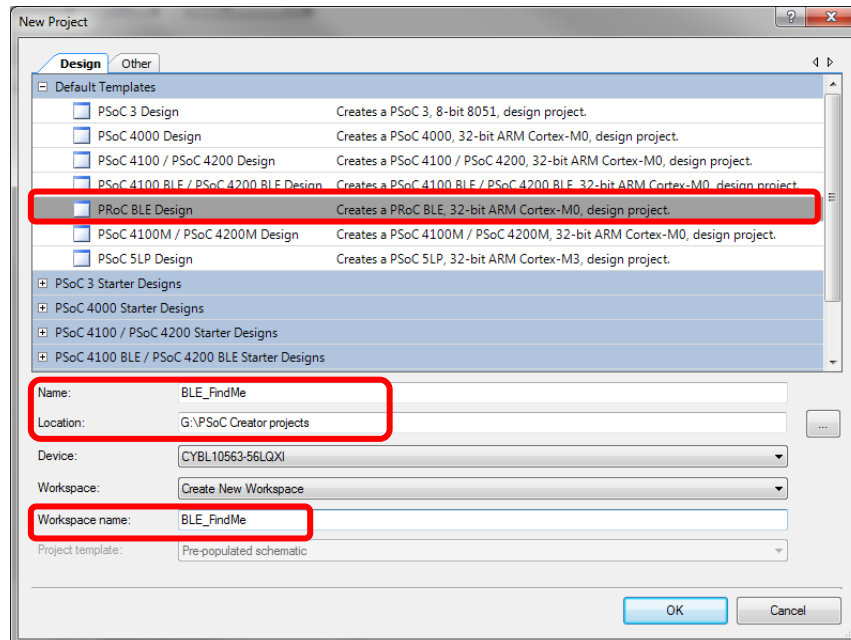 New Project
Design Other
Default Templates
PSoC 3 Design Creates a PSoC 3, 8-bit 8051, design project.
PSoC 4000 Design Creates a PSoC 4000, 32-bit ARM Cortex-M0, design project.
PSoC 4100 / PSoC 4200 Design Creates a PSoC 4100 / PSoC 4200, 32-bit ARM Cortex-M0, design project.
PSoC 4100 BLE / PSoC 4200 BLE Design Creates a PSoC 4100 BLE / PSoC 4200 BLE, 32-bit ARM Cortex-M0, design project.
PRoC BLE Design Creates a PRoC BLE, 32-bit ARM Cortex-M0, design project.
PSoC 4100M / PSoC 4200M Design Creates a PSoC 4100M / PSoC 4200M, 32-bit ARM Cortex-M0, design project.
PSoC 5LP Design Creates a PSoC 5LP, 32-bit ARM Cortex-M3, design project.
PSoC 3 Starter Designs
PSoC 4000 Starter Designs
PSoC 4100 / PSoC 4200 Starter Designs
PSoC 4100 BLE / PSoC 4200 BLE Starter Designs
Name: BLE_FindMe
Location: G:\PSoC Creator projects
...
Device: CYBL10563-56LQXI
Workspace: Create New Workspace
Workspace name: BLE_FindMe
Project template: Pre-populated schematic
OK Cancel